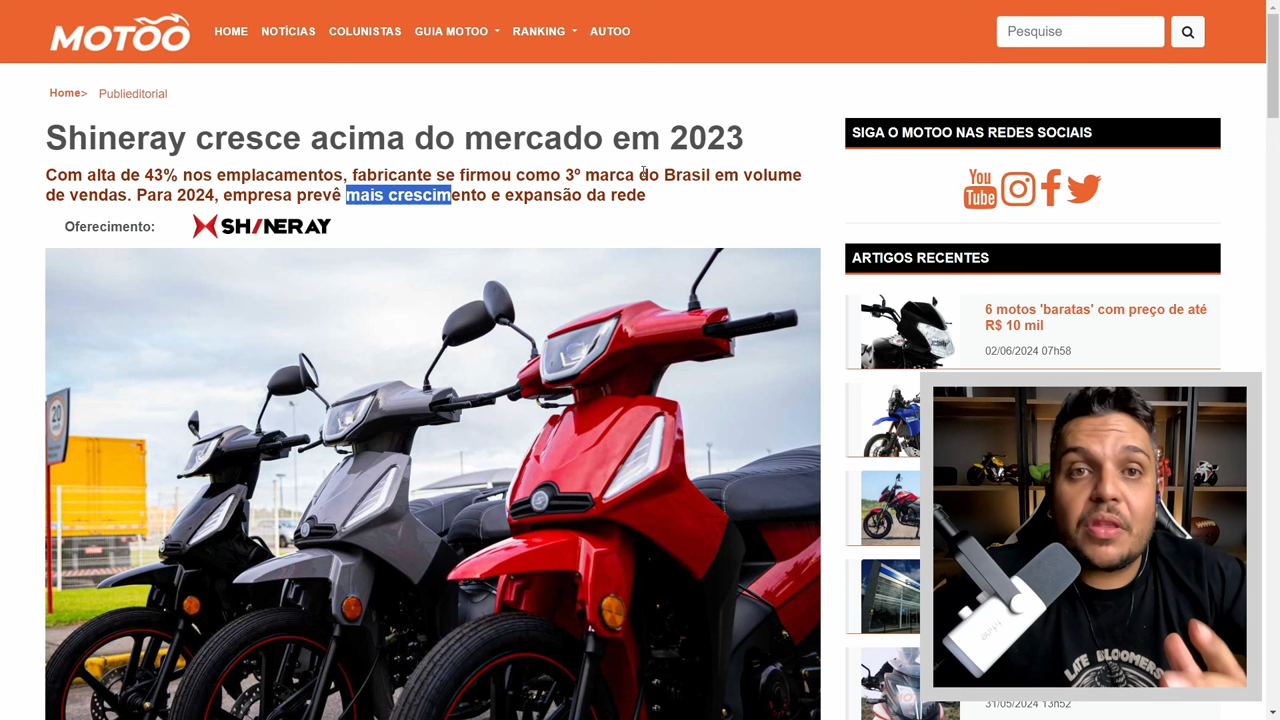 MOTOO
HOME NOTÍCIAS COLUNISTAS GUIA MOTOO RANKING AUTOO
Pesquise
Home> Publieditorial
Shineray cresce acima do mercado em 2023
Com alta de 43% nos emplacamentos, fabricante se firmou como 3º marca do Brasil em volume
de vendas. Para 2024, empresa prevê mais crescimento e expansão da rede
Oferecimento: SHINERAY
20
SIGA O MOTOO NAS REDES SOCIAIS
You
Tube
ARTIGOS RECENTES
6 motos 'baratas' com preço de até
R$ 10 mil
02/06/2024 07h58
LATE BLOOMERS
31/05/2024 13h52